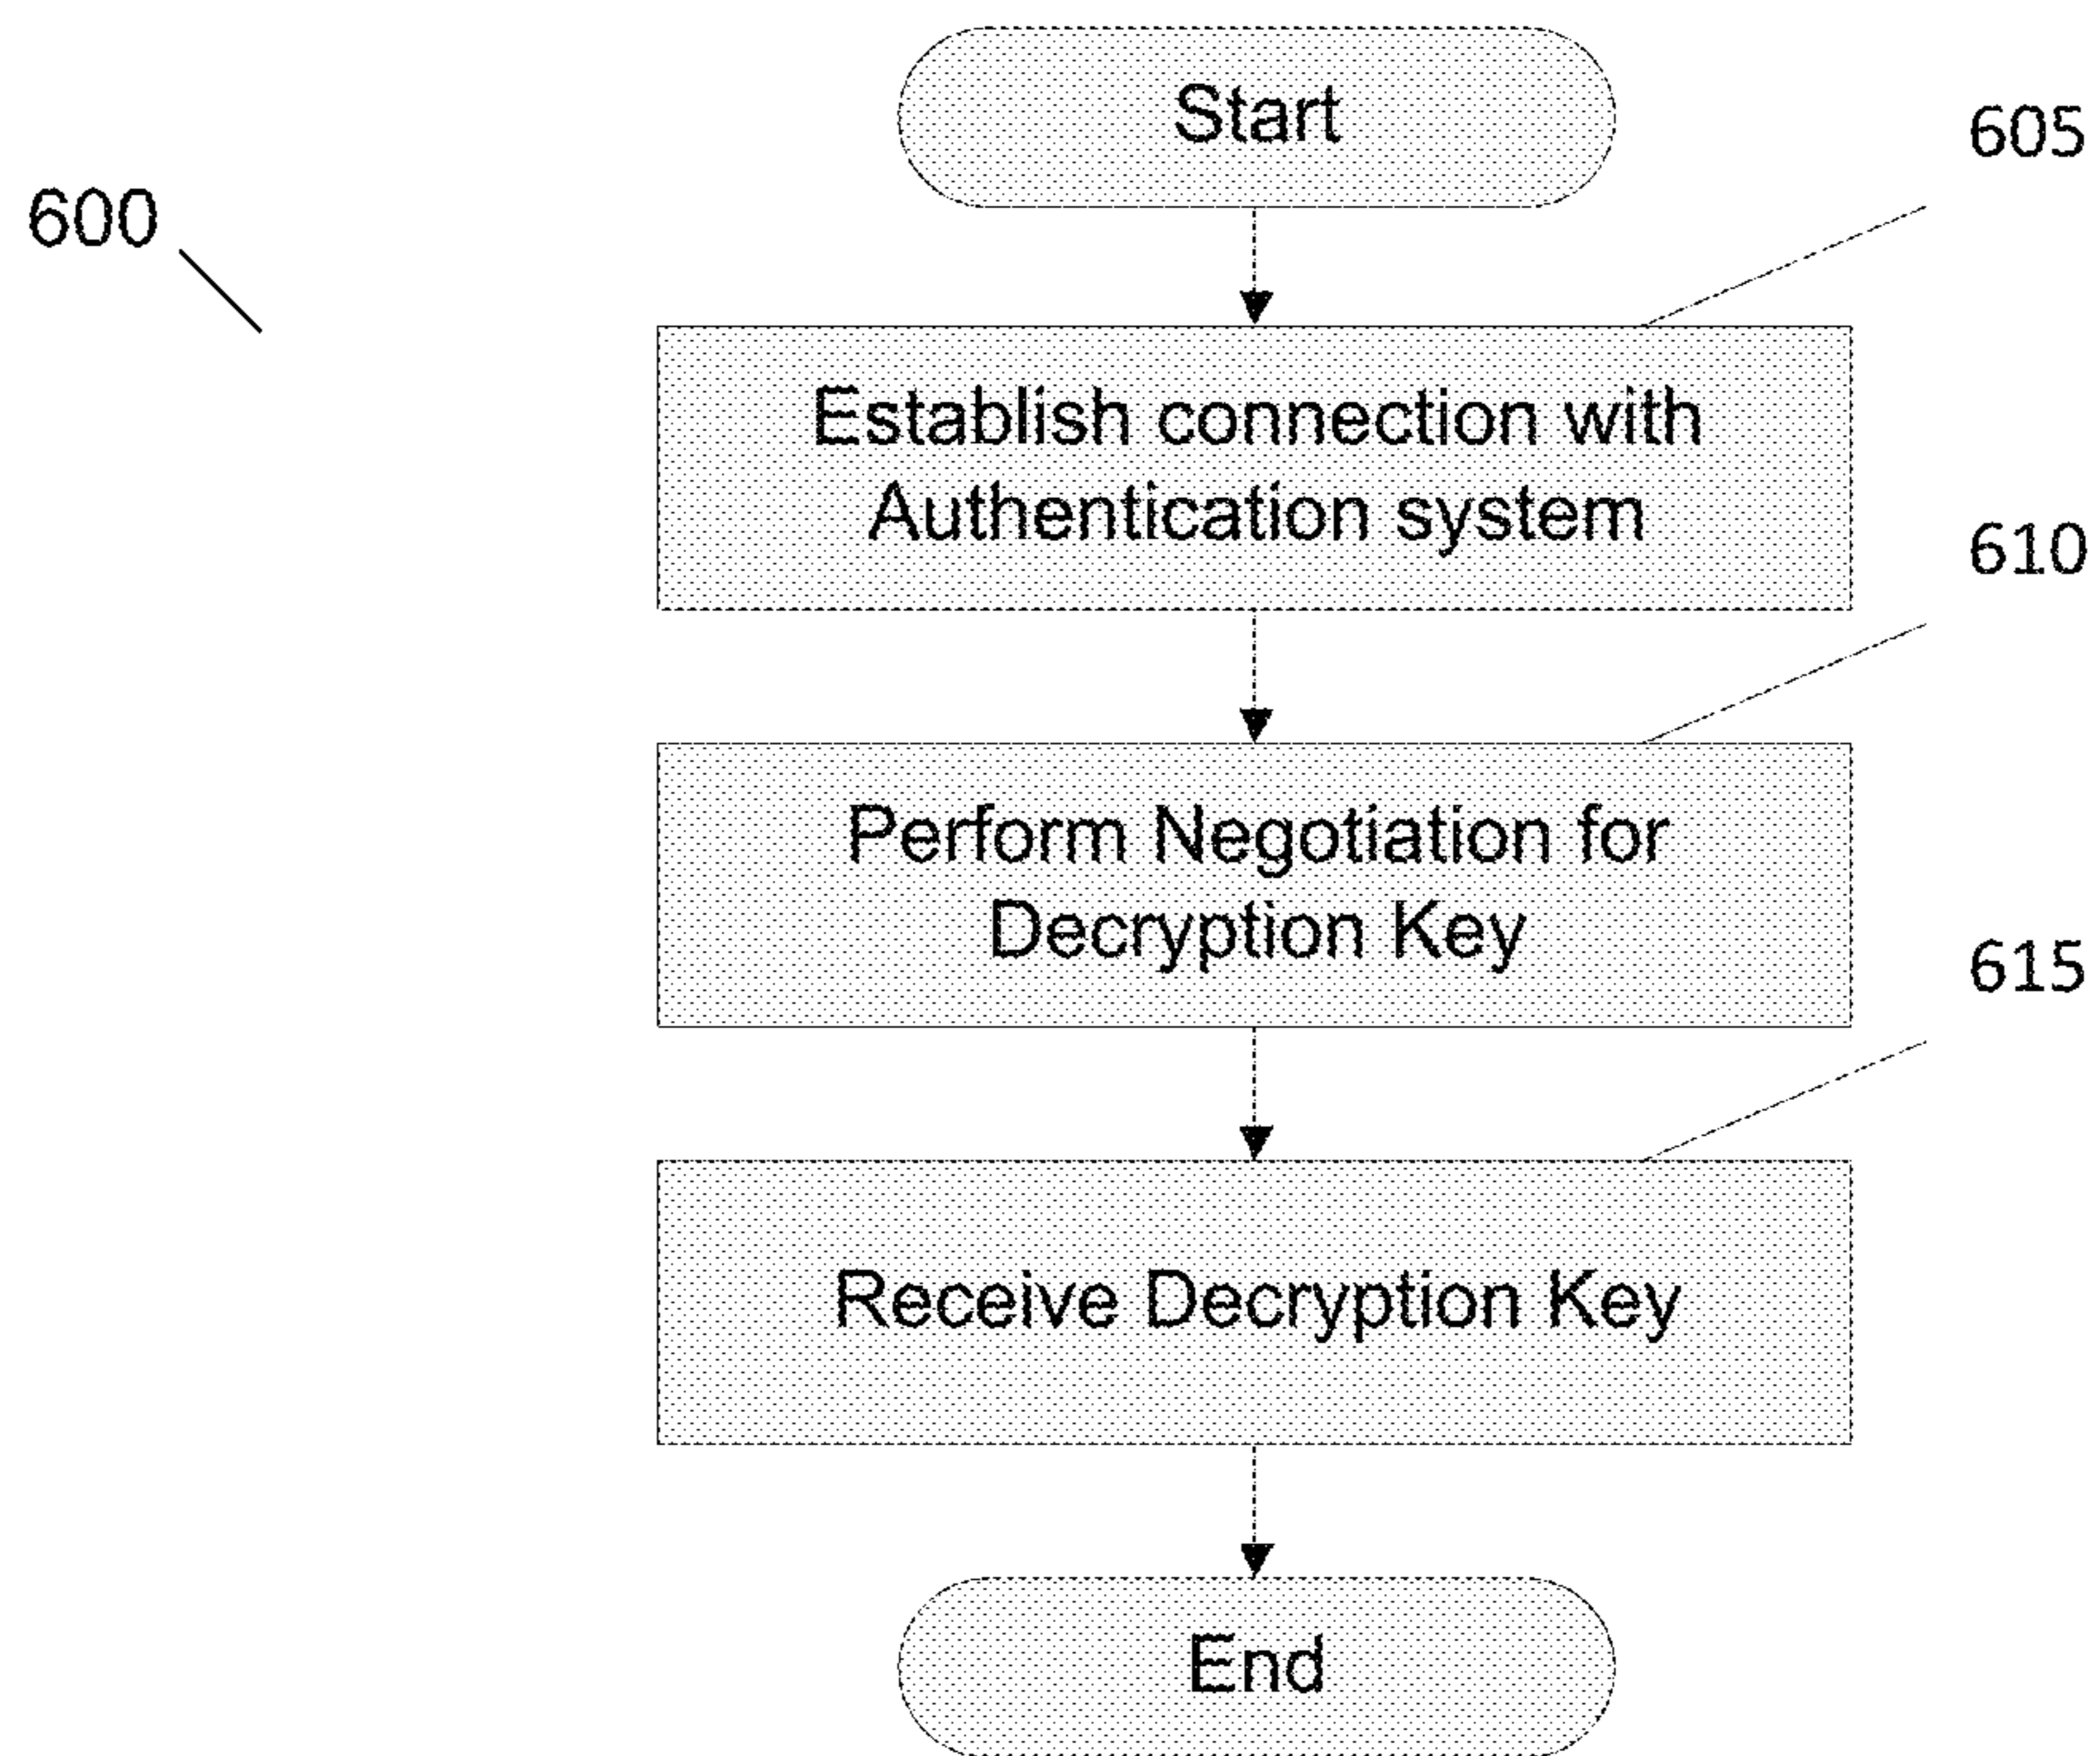 Start
605
600
Establish connection with
Authentication system
610
Perform Negotiation for
Decryption Key
615
Receive Decryption Key
End